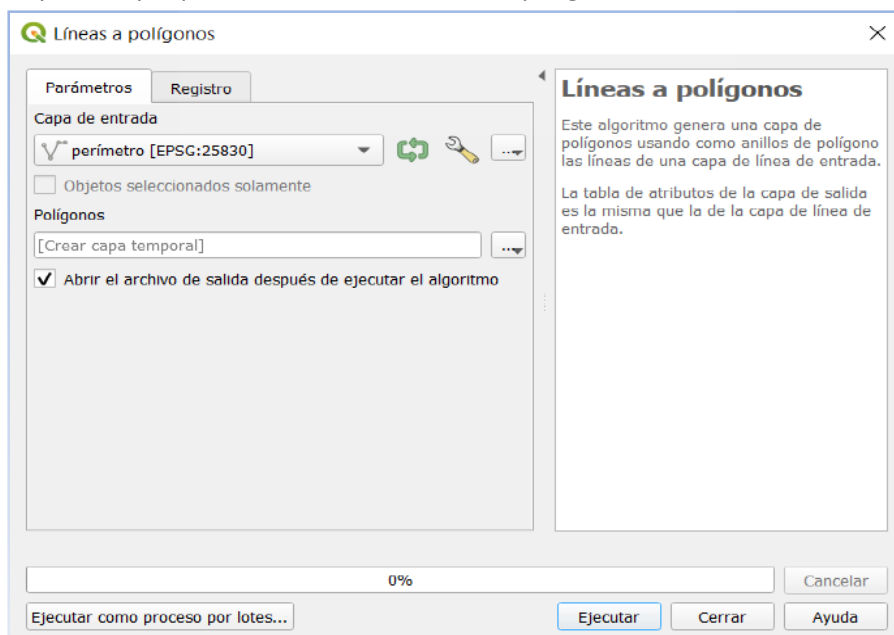 Líneas a polígonos
Parámetros
Registro
Capa de entrada
perímetro [EPSG:25830]
Objetos seleccionados solamente
Polígonos
[Crear capa temporal]
Abrir el archivo de salida después de ejecutar el algoritmo
Líneas a polígonos
Este algoritmo genera una capa de
polígonos usando como anillos de polígono
las líneas de una capa de línea de entrada.
La tabla de atributos de la capa de salida
es la misma que la de la capa de línea de
entrada.
0%
Cancelar
Ejecutar como proceso por lotes...
Ejecutar
Cerrar
Ayuda